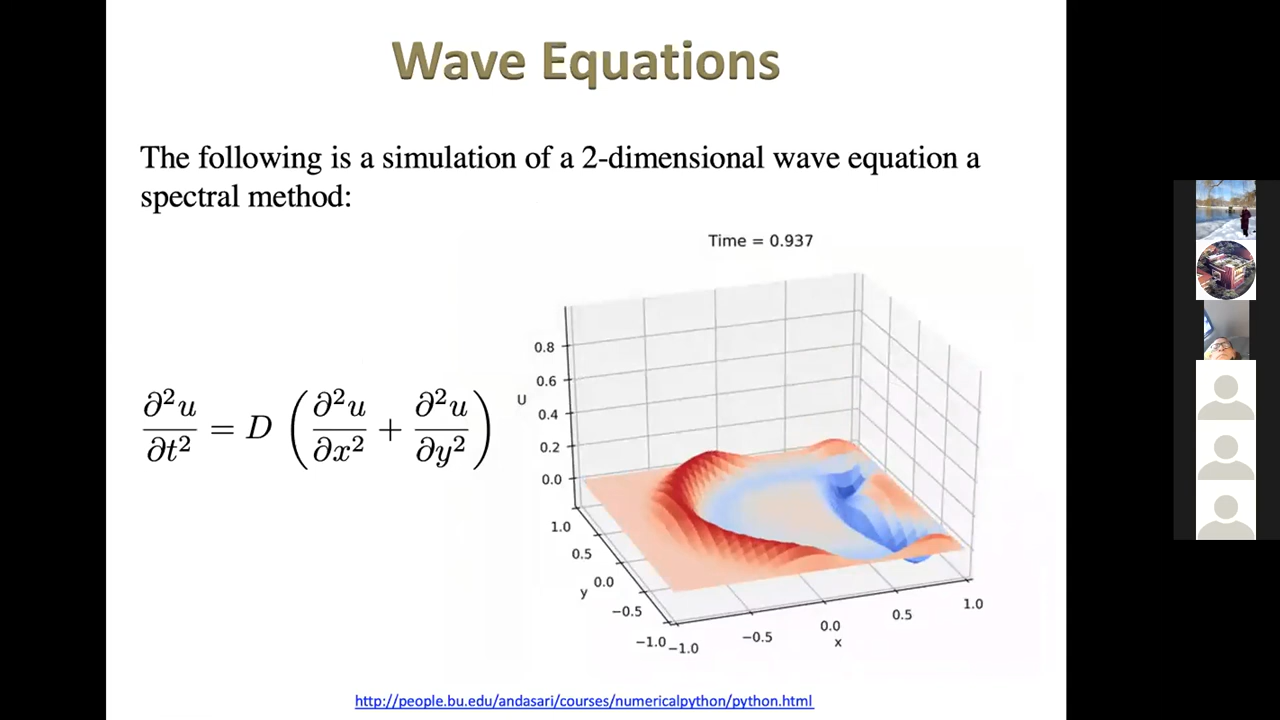 Wave Equations
The following is a simulation of a 2-dimensional wave equation a
spectral method:
Time = 0.937
∂²u/∂t² = D (∂²u/∂x² + ∂²u/∂y²)
U
0.8
0.6
0.4
0.2
0.0
1.0
0.5
0.0
−0.5
−1.0
y
−1.0
−0.5
0.0
0.5
1.0
x
http://people.bu.edu/andasari/courses/numericalpython/python.html